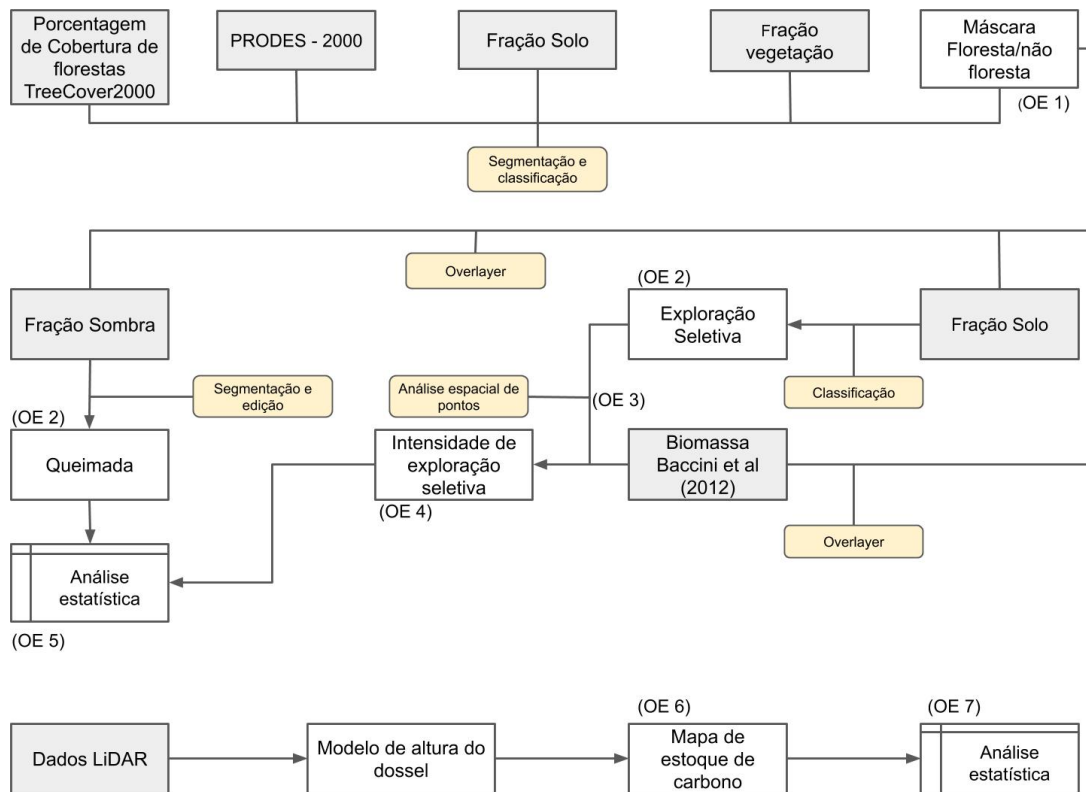 Porcentagem
de Cobertura de
florestas
TreeCover2000
PRODES - 2000
Fração Solo
Fração
vegetação
Máscara
Floresta/não
floresta
(OE 1)
Segmentação e
classificação
Overlayer
(OE 2)
Fração Sombra
Exploração
Seletiva
Fração Solo
Segmentação e
edição
Análise espacial de
pontos
(OE 3)
Classificação
(OE 2)
Queimada
Intensidade de
exploração
seletiva
(OE 4)
Biomassa
Baccini et al
(2012)
Overlayer
Análise
estatística
(OE 5)
(OE 6)
(OE 7)
Dados LiDAR
Modelo de altura do
dossel
Mapa de
estoque de
carbono
Análise
estatística